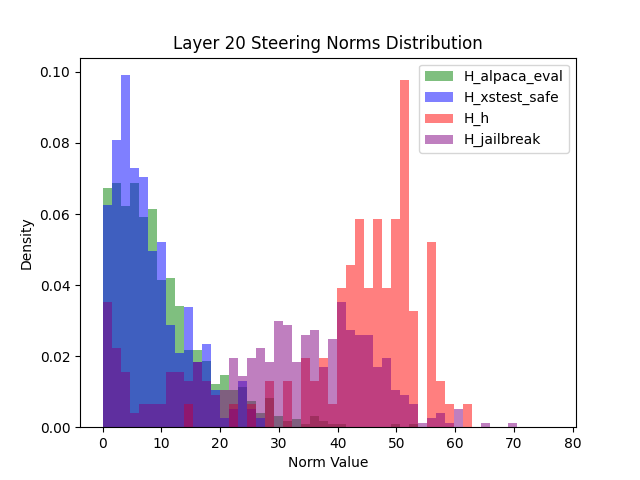 Layer 20 Steering Norms Distribution
0.10
0.08
0.06
0.04
0.02
0.00
Density
H_alpaca_eval
H_xstest_safe
H_h
H_jailbreak
0 10 20 30 40 50 60 70 80
Norm Value